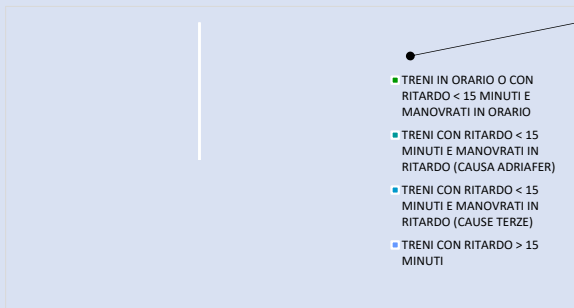 TRENI IN ORARIO O CON
RITARDO < 15 MINUTI E
MANOVRATI IN ORARIO
TRENI CON RITARDO < 15
MINUTI E MANOVRATI IN
RITARDO (CAUSA ADRIAFER)
TRENI CON RITARDO < 15
MINUTI E MANOVRATI IN
RITARDO (CAUSE TERZE)
TRENI CON RITARDO > 15
MINUTI